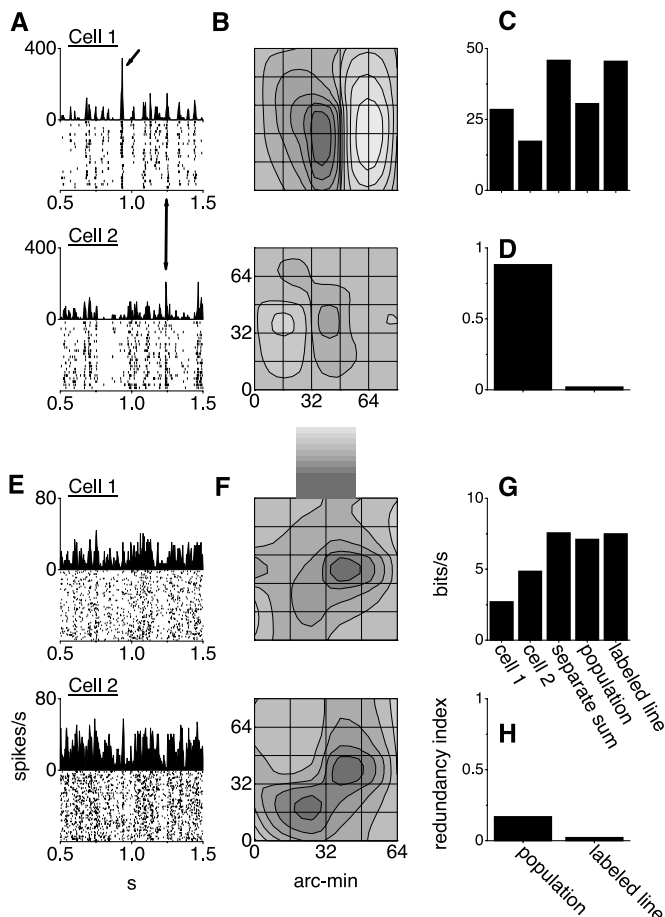 A
Cell 1
400
0
0.5
1.0
1.5
Cell 2
400
0
0.5
1.0
1.5
B
64
32
0
0
32
64
C
50
25
0
D
1
0.5
0
E
Cell 1
80
0
0.5
1.0
1.5
Cell 2
80
0
spikes/s
0.5
1.0
1.5
s
F
64
32
0
0
32
64
arc-min
G
bits/s
10
5
0
cell 1
cell 2
separate sum
population
labeled line
H
redundancy index
1
0.5
0
population
labeled line